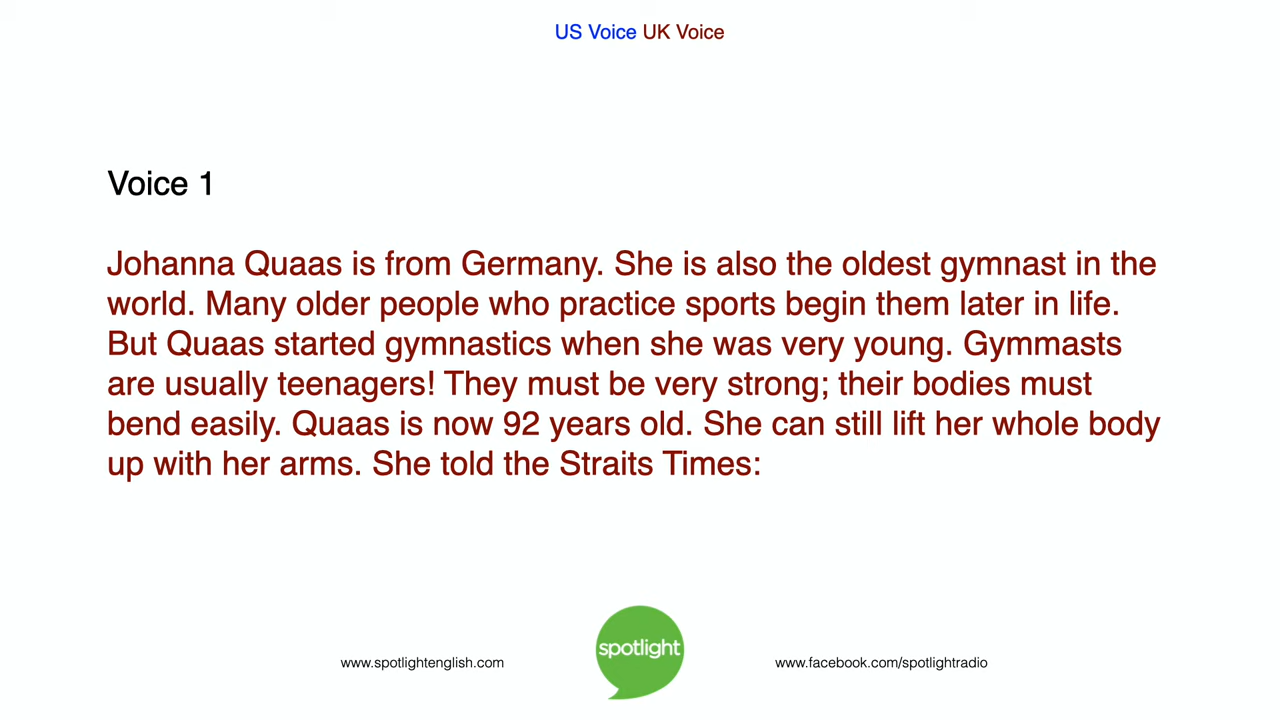 US Voice UK Voice
Voice 1
Johanna Quaas is from Germany. She is also the oldest gymnast in the
world. Many older people who practice sports begin them later in life.
But Quaas started gymnastics when she was very young. Gymmasts
are usually teenagers! They must be very strong; their bodies must
bend easily. Quaas is now 92 years old. She can still lift her whole body
up with her arms. She told the Straits Times:
www.spotlightenglish.com
spotlight
www.facebook.com/spotlightradio